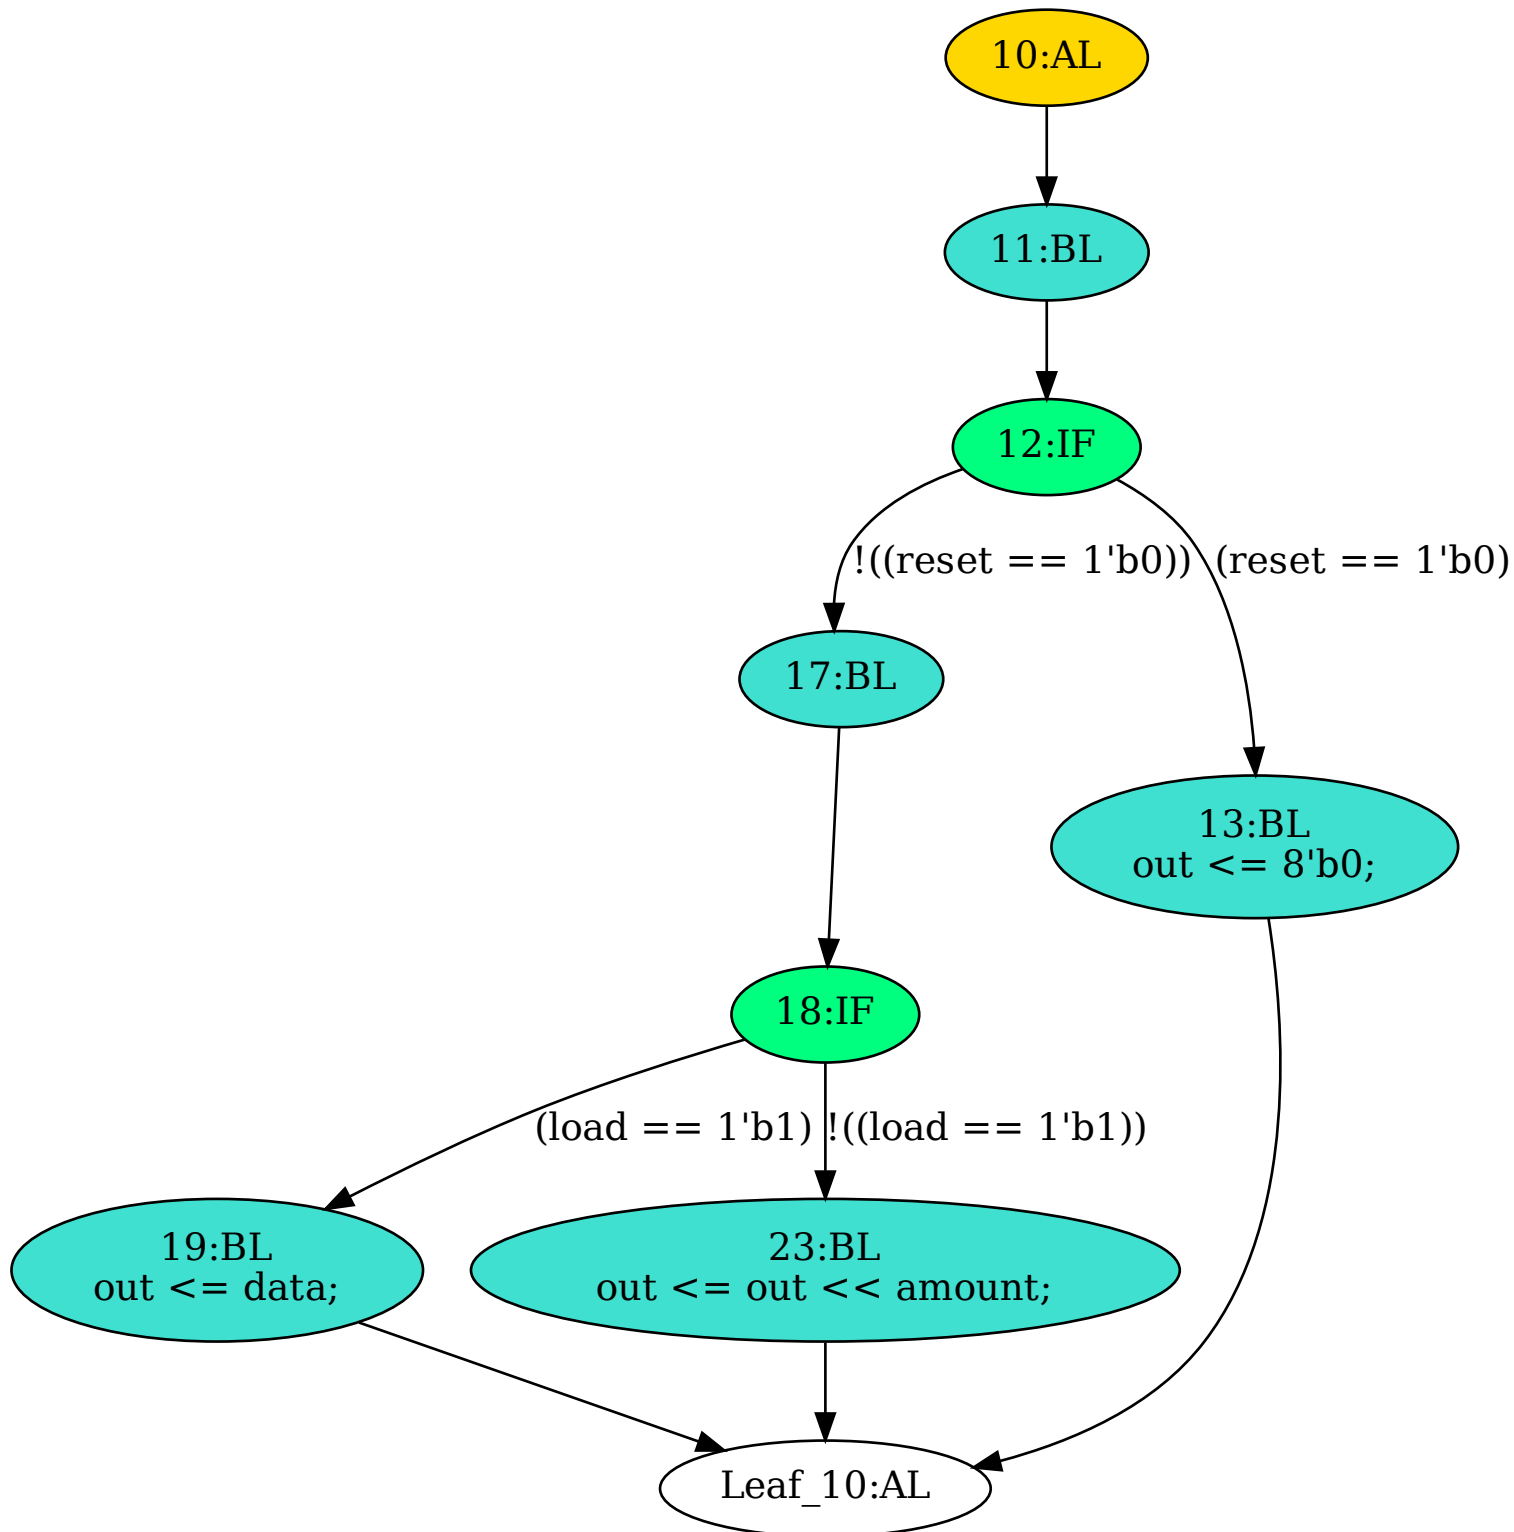 10:AL
11:BL
12:IF
!((reset == 1'b0))
(reset == 1'b0)
17:BL
13:BL
out <= 8'b0;
18:IF
(load == 1'b1)
!((load == 1'b1))
19:BL
out <= data;
23:BL
out <= out << amount;
Leaf_10:AL